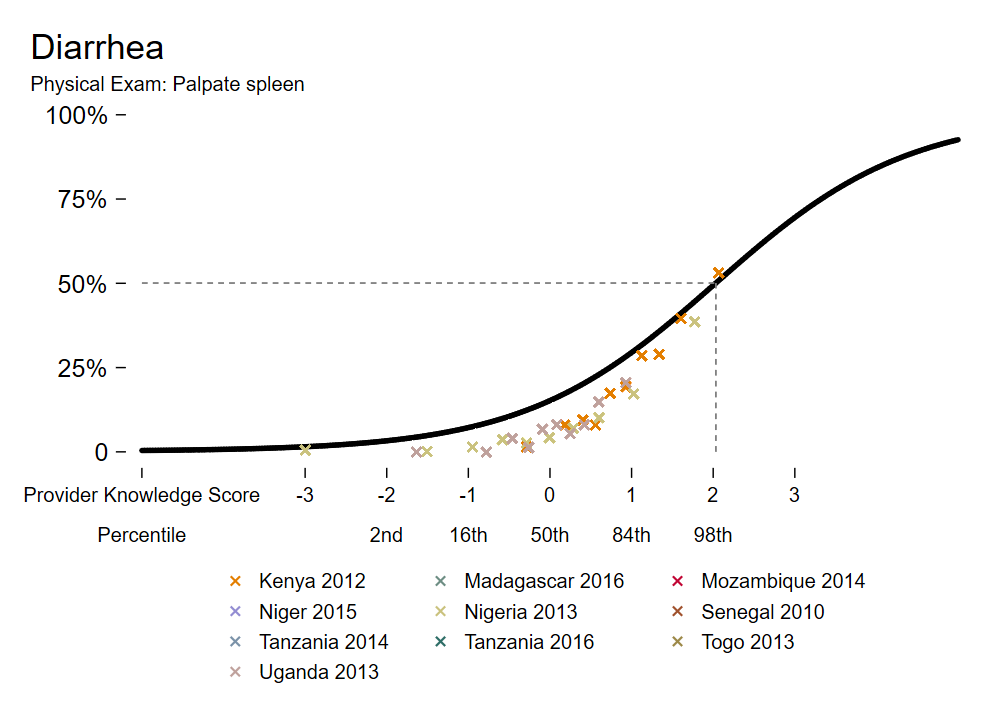 Diarrhea
Physical Exam: Palpate spleen
100%
75%
50%
25%
0
Provider Knowledge Score -3 -2 -1 0 1 2 3
Percentile 2nd 16th 50th 84th 98th
Kenya 2012 Madagascar 2016 Mozambique 2014
Niger 2015 Nigeria 2013 Senegal 2010
Tanzania 2014 Tanzania 2016 Togo 2013
Uganda 2013